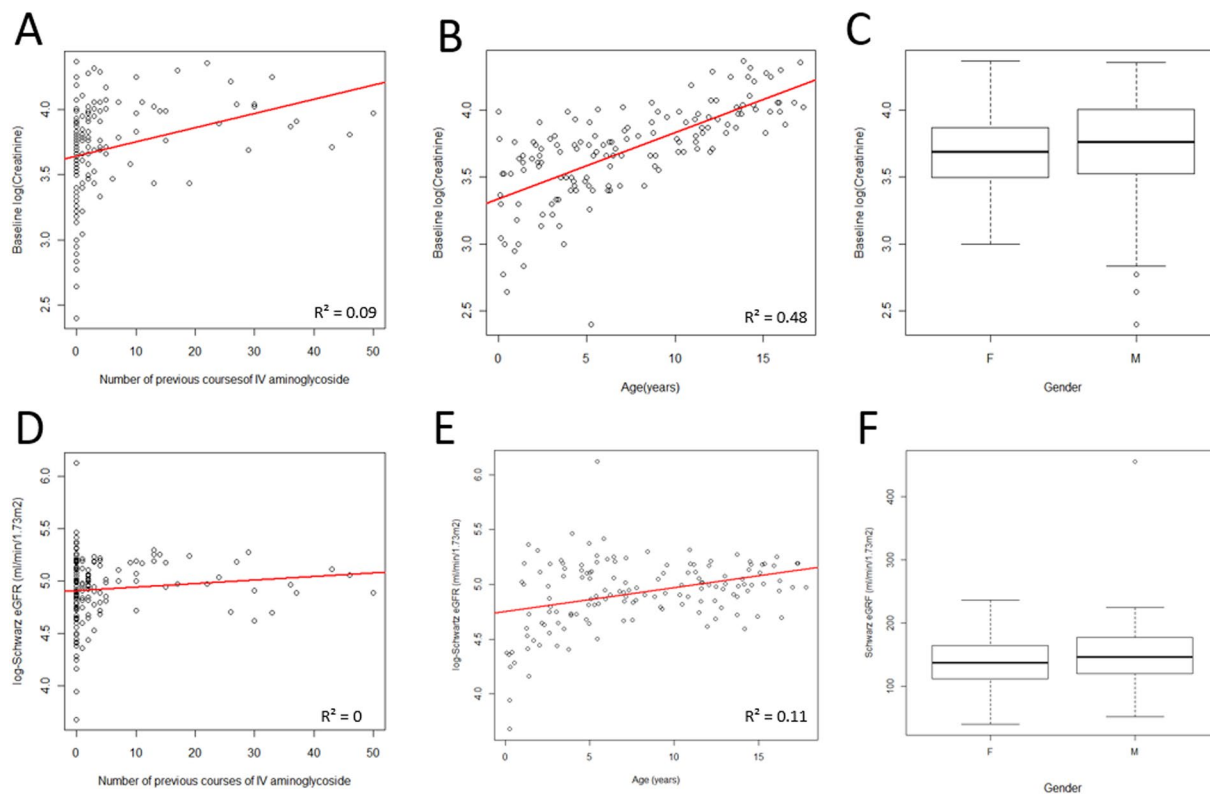 A
Baseline log(Creatinine)
4.0
3.5
3.0
2.5
R² = 0.09
0 10 20 30 40 50
Number of previous coursesof IV aminoglycoside
B
Baseline log(Creatinine)
4.0
3.5
3.0
2.5
R² = 0.48
0 5 10 15
Age(years)
C
Baseline log(Creatinine)
4.0
3.5
3.0
2.5
F M
Gender
D
log-Schwarz eGFR (ml/min/1.73m2)
6.0
5.5
5.0
4.5
4.0
R² = 0
0 10 20 30 40 50
Number of previous courses of IV aminoglycoside
E
log-Schwartz eGFR (ml/min/1.73m2)
6.0
5.5
5.0
4.5
4.0
R² = 0.11
0 5 10 15
Age (years)
F
Schwarz eGRF (ml/min/1.73m2)
400
300
200
100
F M
Gender